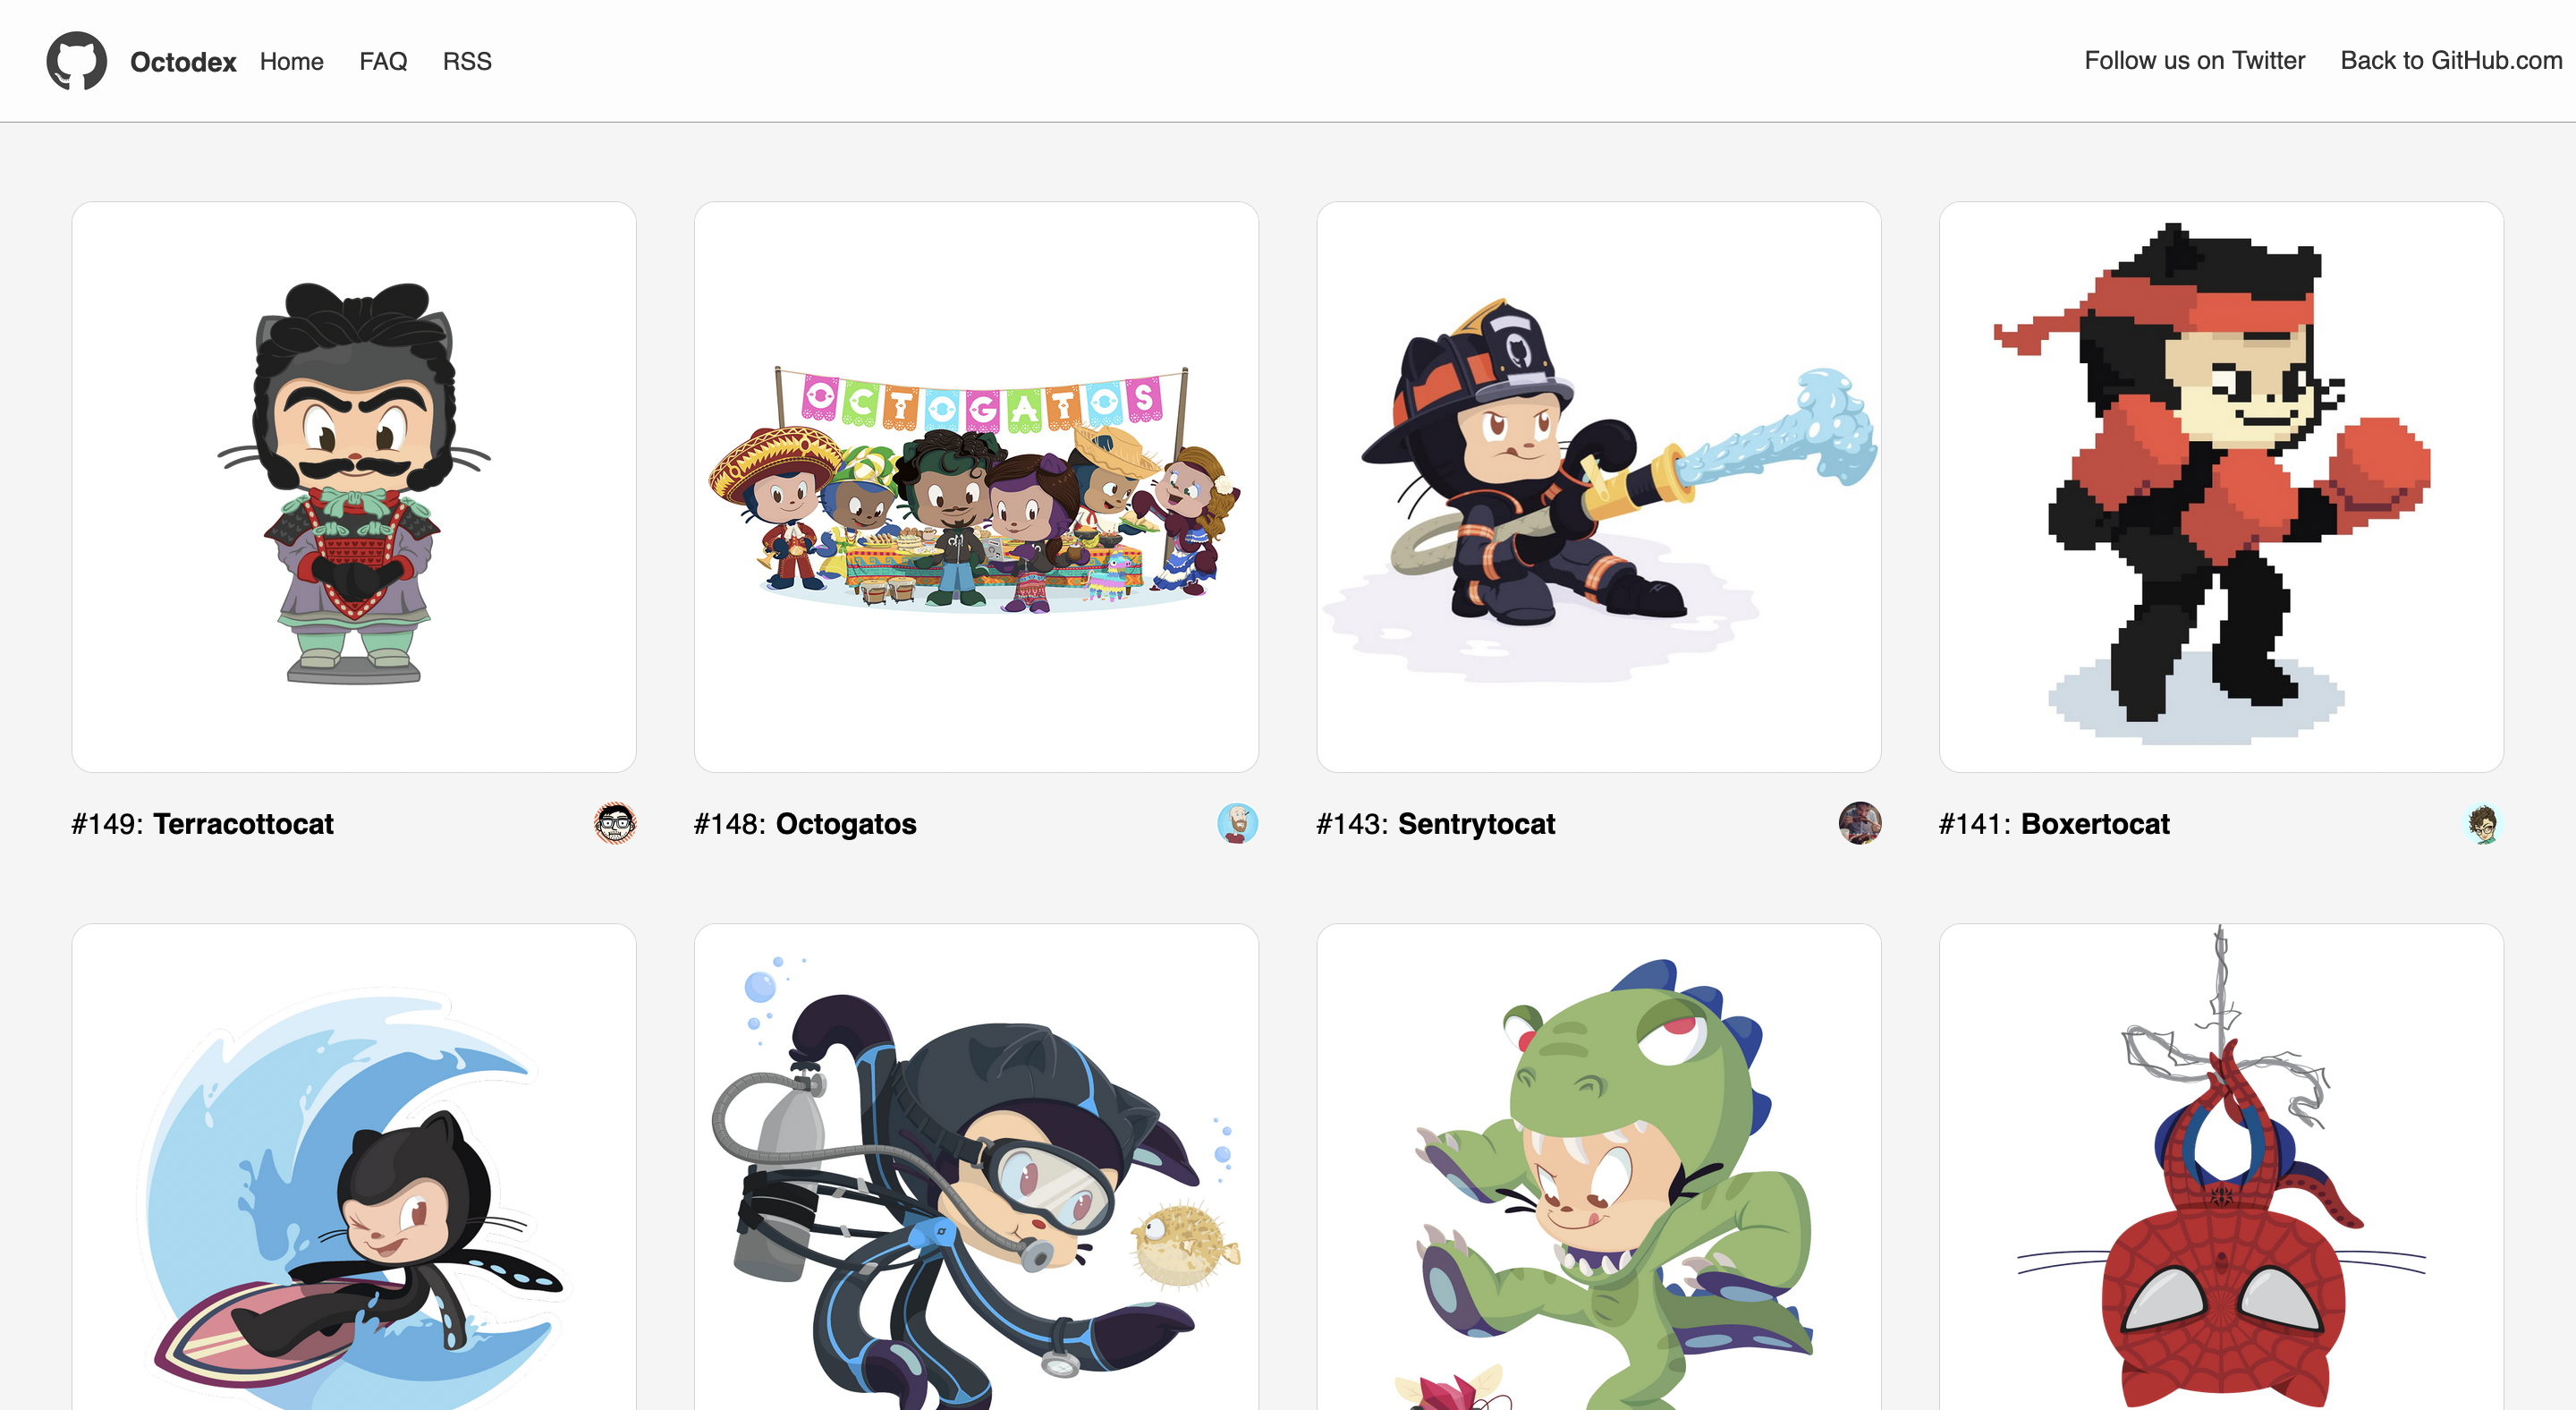 Octodex Home FAQ RSS Follow us on Twitter Back to GitHub.com
OCTOGATOS
#149: Terracottocat #148: Octogatos #143: Sentrytocat #141: Boxertocat